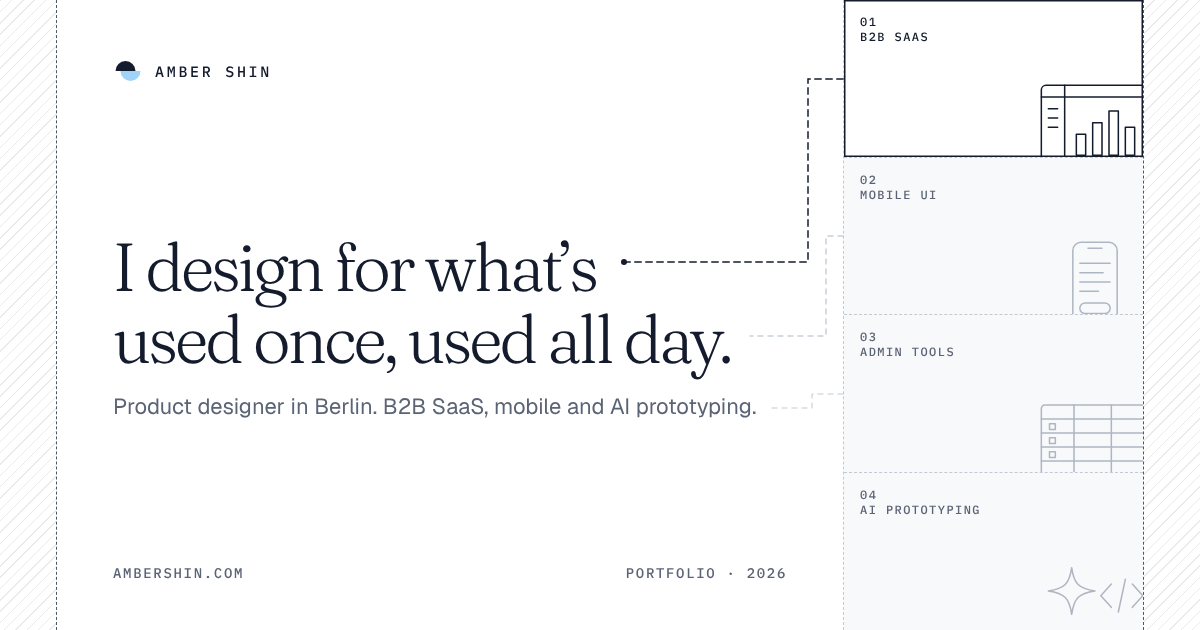 AMBER SHIN
I design for what’s
used once, used all day.
Product designer in Berlin. B2B SaaS, mobile and AI prototyping.
AMBERSHIN.COM
PORTFOLIO · 2026
01
B2B SAAS
02
MOBILE UI
03
ADMIN TOOLS
04
AI PROTOTYPING